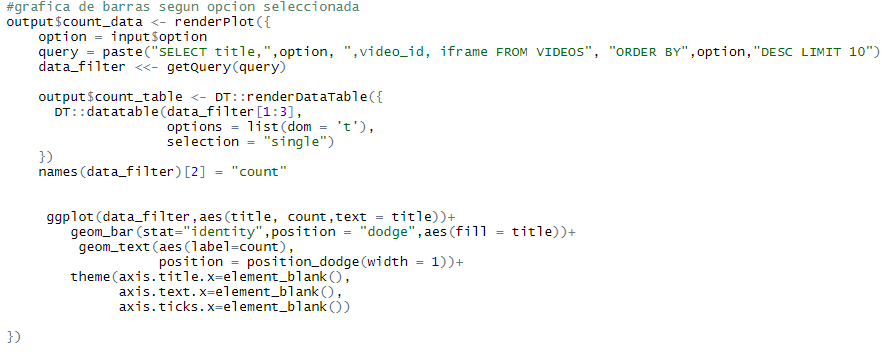 #grafica de barras segun opcion seleccionada
output$count_data <- renderPlot({
    option = input$option
    query = paste("SELECT title,",option, ",video_id, iframe FROM VIDEOS", "ORDER BY",option,"DESC LIMIT 10")
    data_filter <<- getQuery(query)

    output$count_table <- DT::renderDataTable({
      DT::datatable(data_filter[1:3],
                    options = list(dom = 't'),
                    selection = "single")
    })
    names(data_filter)[2] = "count"


     ggplot(data_filter,aes(title, count,text = title))+
        geom_bar(stat="identity",position = "dodge",aes(fill = title))+
         geom_text(aes(label=count),
                   position = position_dodge(width = 1))+
        theme(axis.title.x=element_blank(),
              axis.text.x=element_blank(),
              axis.ticks.x=element_blank())

})